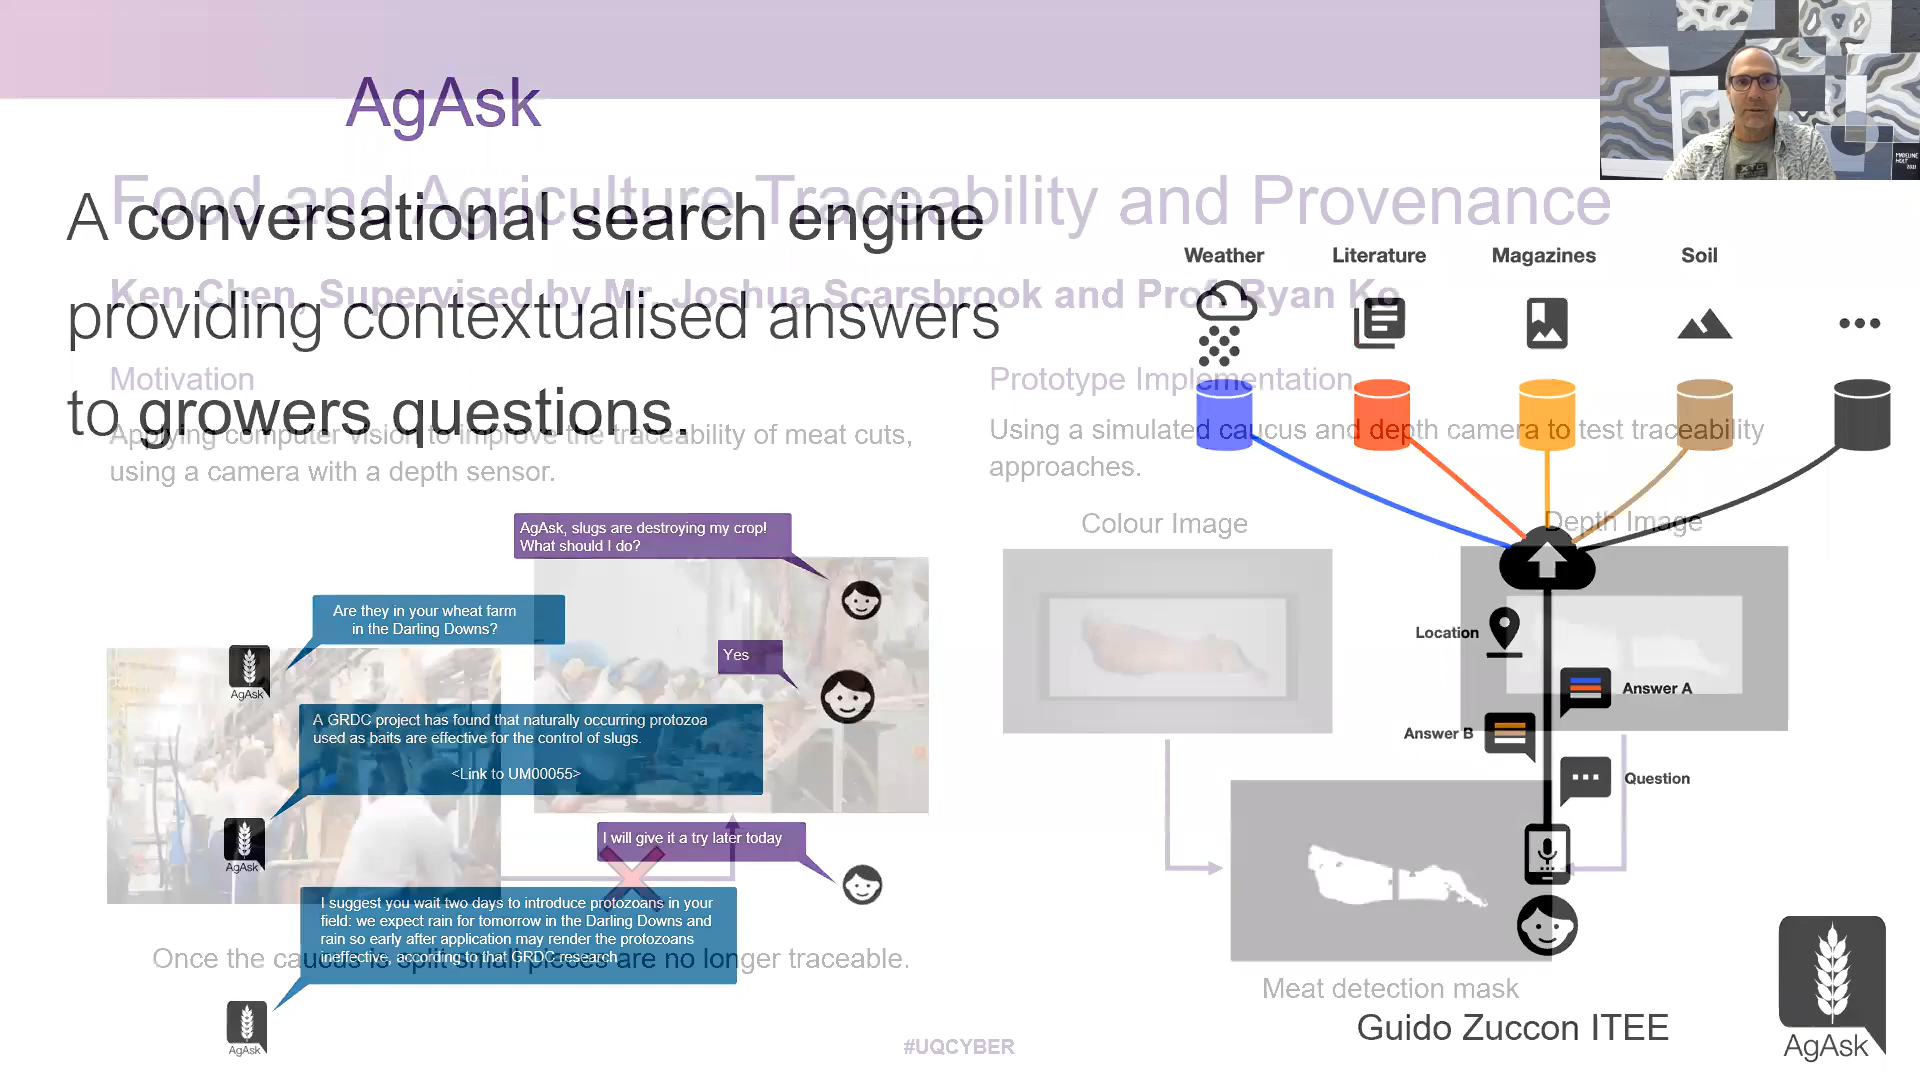 AgAsk
Food and Agriculture Traceability and Provenance
A conversational search engine
Ken Chen, Supervised by Mr. Joshua Scarsbrook and Prof. Ryan Ko
providing contextualised answers
to growers questions.
Motivation
Applying computer vision to improve the traceability of meat cuts,
using a camera with a depth sensor.
AgAsk, slugs are destroying my crop!
What should I do?
Are they in your wheat farm
in the Darling Downs?
AgAsk
Yes
A GRDC project has found that naturally occurring protozoa
used as baits are effective for the control of slugs.
<Link to UM00055>
AgAsk
I will give it a try later today
I suggest you wait two days to introduce protozoans in your
field: we expect rain for tomorrow in the Darling Downs and
rain so early after application may render the protozoans
ineffective, according to that GRDC research.
Once the caucus is split small pieces are no longer traceable.
AgAsk
#UQCYBER
Weather
Literature
Magazines
Soil
Prototype Implementation
Using a simulated caucus and depth camera to test traceability
approaches.
Colour Image
Depth Image
Location
Answer A
Answer B
Question
Meat detection mask
Guido Zuccon ITEE
AgAsk
MADELINE
HOLT
2021